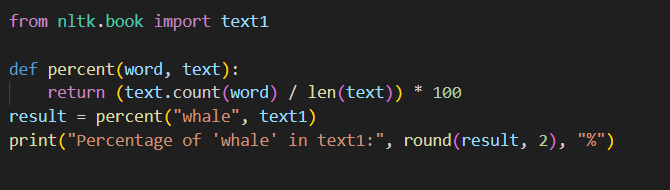 from nltk.book import text1
def percent(word, text):
    return (text.count(word) / len(text)) * 100
result = percent("whale", text1)
print("Percentage of 'whale' in text1:", round(result, 2), "%")